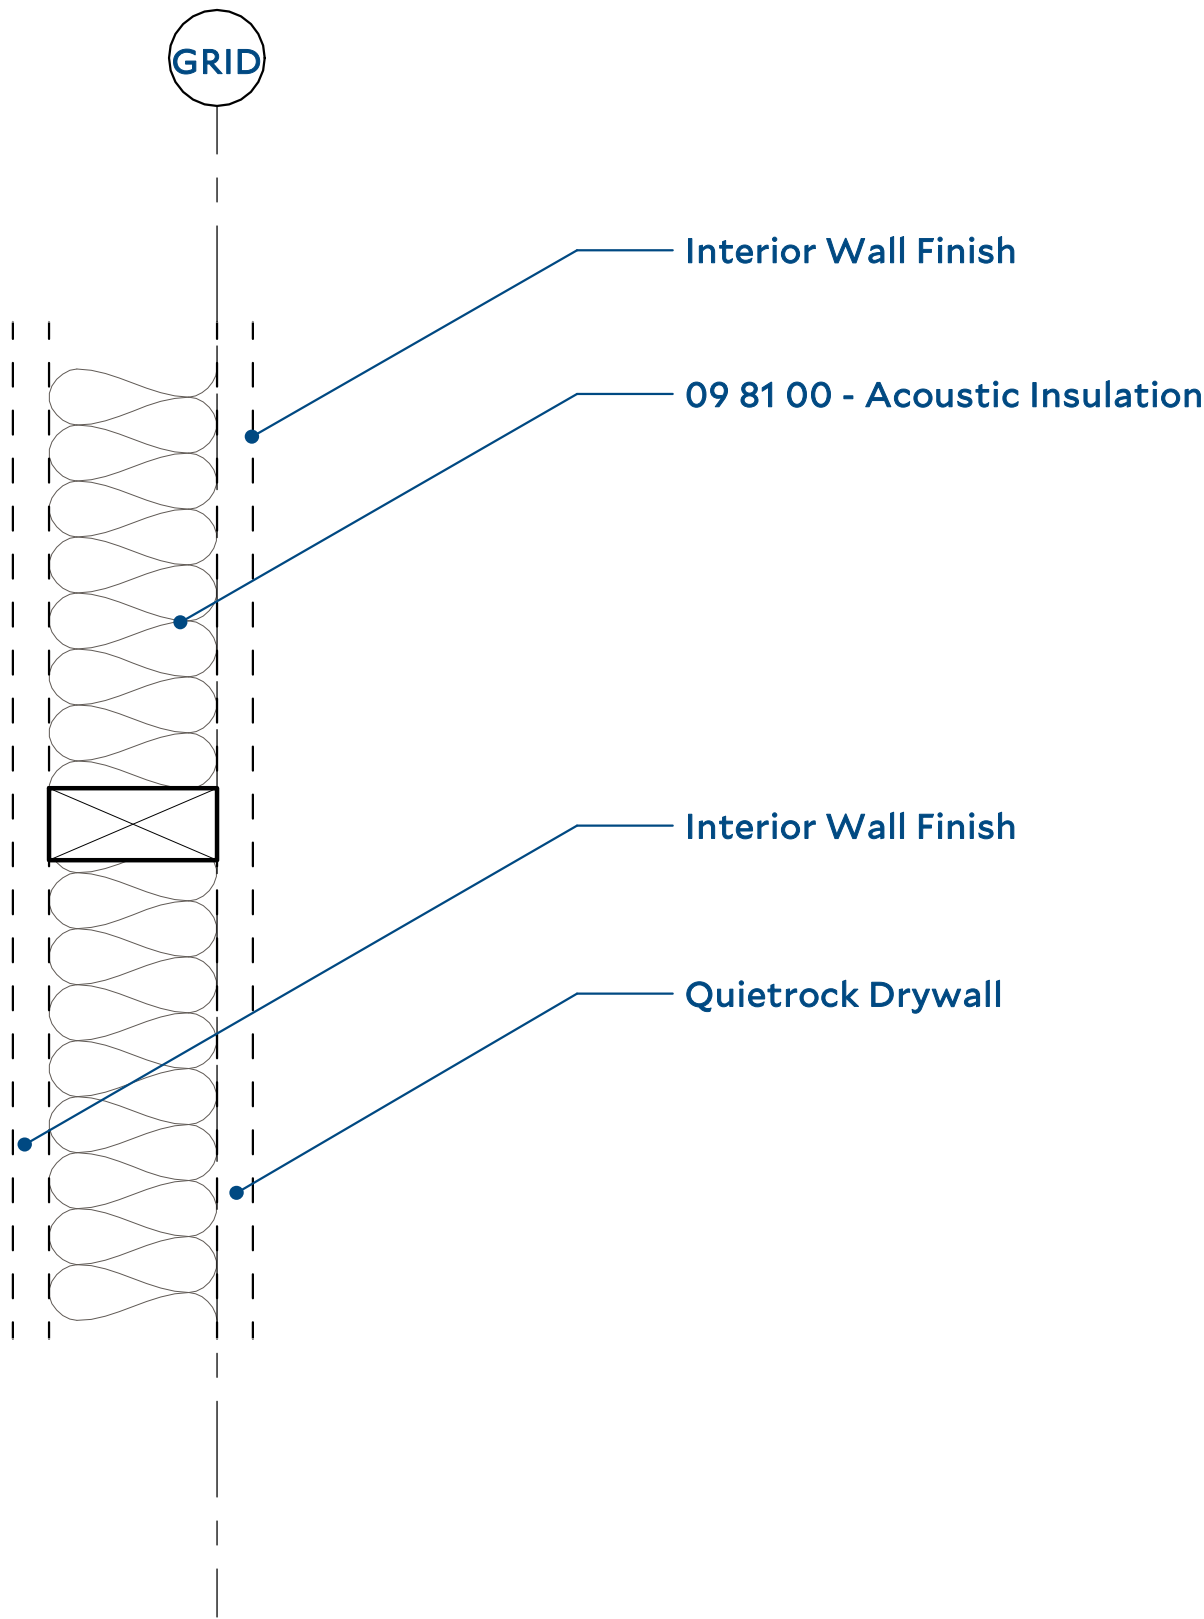 GRID
Interior Wall Finish
09 81 00 - Acoustic Insulation
Interior Wall Finish
Quietrock Drywall